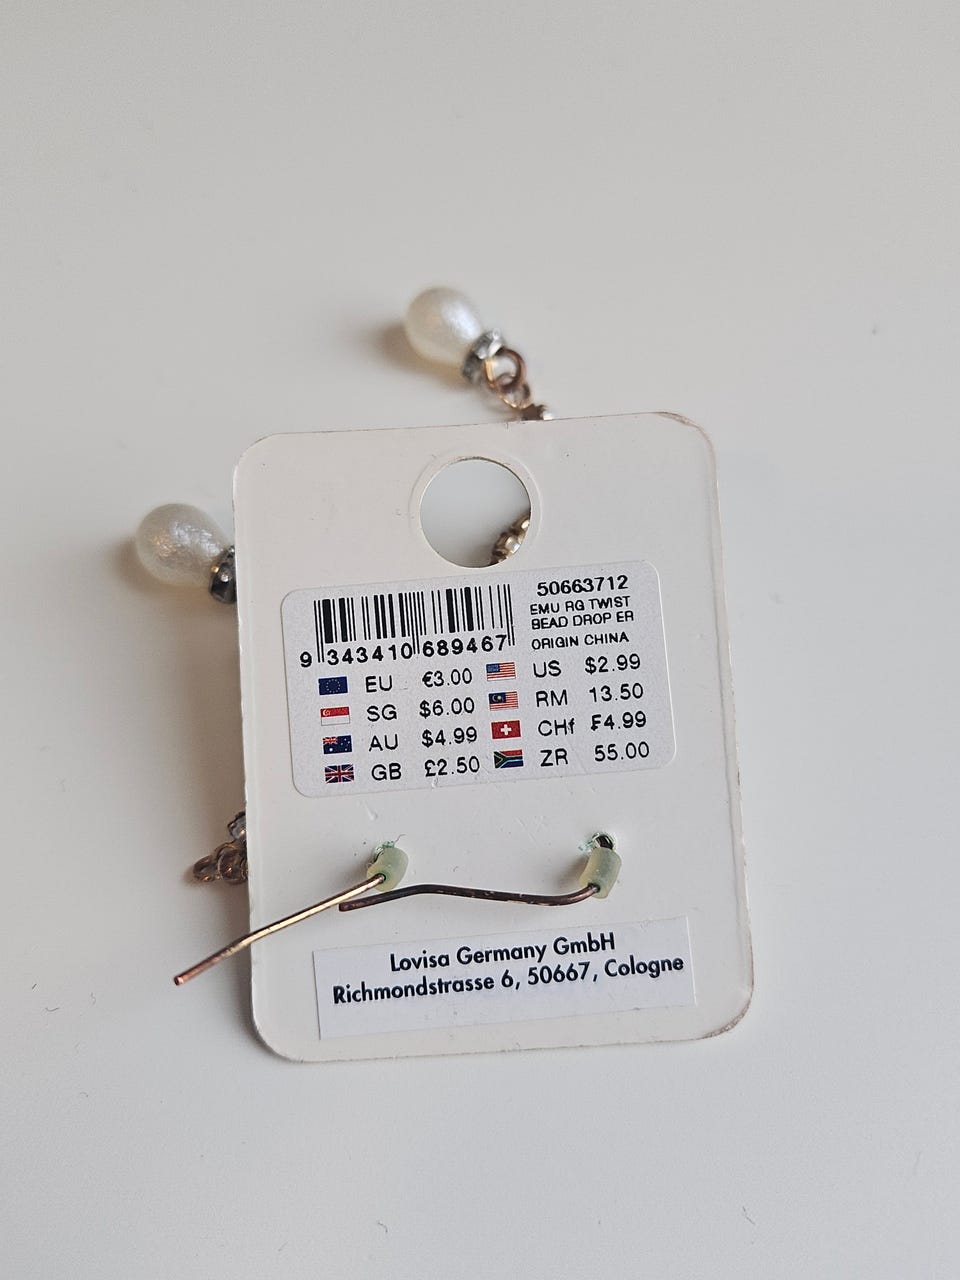 50663712
EMU RG TWIST
BEAD DROP ER
ORIGIN CHINA
9 343410 689467
EU €3.00
SG $6.00
AU $4.99
GB £2.50
US $2.99
RM 13.50
CHf ₣4.99
ZR 55.00
Lovisa Germany GmbH
Richmondstrasse 6, 50667, Cologne